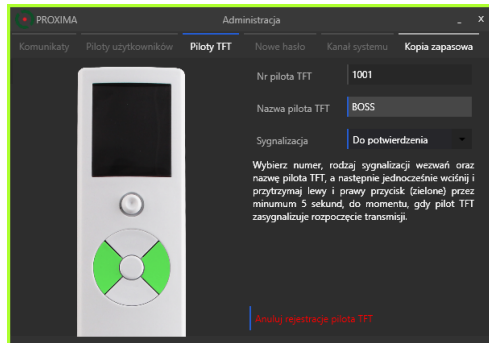 PROXIMA
Administracja
_ X
Komunikaty Piloty użytkowników Piloty TFT Nowe hasło Kanał systemu Kopia zapasowa
Nr pilota TFT 1001
Nazwa pilota TFT BOSS
Sygnalizacja Do potwierdzenia
Wybierz numer, rodzaj sygnalizacji wezwań oraz
nazwę pilota TFT, a następnie jednocześnie wciśnij i
przytrzymaj lewy i prawy przycisk (zielone) przez
minumum 5 sekund, do momentu, gdy pilot TFT
zasygnalizuje rozpoczęcie transmisji.
Anuluj rejestracje pilota TFT